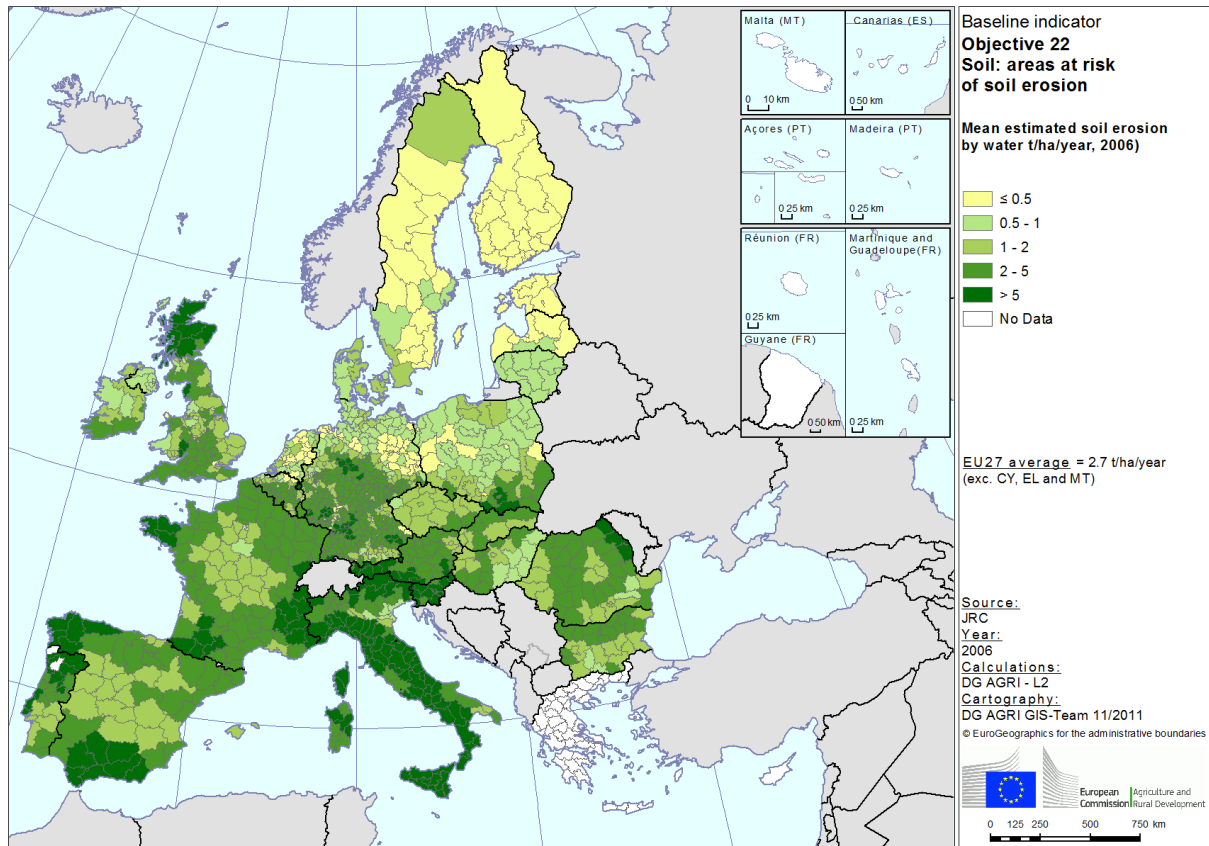 Malta (MT)
0 10 km
Canarias (ES)
0 50 km
Açores (PT)
0 25 km
Madeira (PT)
0 25 km
Réunion (FR)
0 25 km
Martinique and
Guadeloupe(FR)
0 25 km
Guyane (FR)
0 50 km
Baseline indicator
Objective 22
Soil: areas at risk
of soil erosion
Mean estimated soil erosion
by water t/ha/year, 2006)
≤ 0.5
0.5 - 1
1 - 2
2 - 5
> 5
No Data
EU27 average = 2.7 t/ha/year
(exc. CY, EL and MT)
Source:
JRC
Year:
2006
Calculations:
DG AGRI - L2
Cartography:
DG AGRI GIS-Team 11/2011
© EuroGeographics for the administrative boundaries
European
Commission
Agriculture and
Rural Development
0 125 250 500 750 km